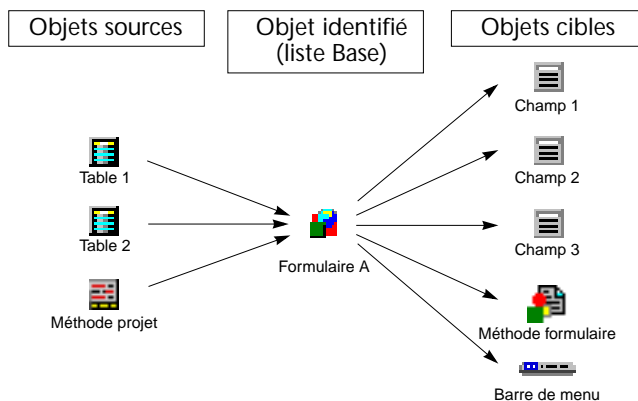 Objets sources
Objet identifié
(liste Base)
Objets cibles
Table 1
Table 2
Méthode projet
Formulaire A
Champ 1
Champ 2
Champ 3
Méthode formulaire
Barre de menu